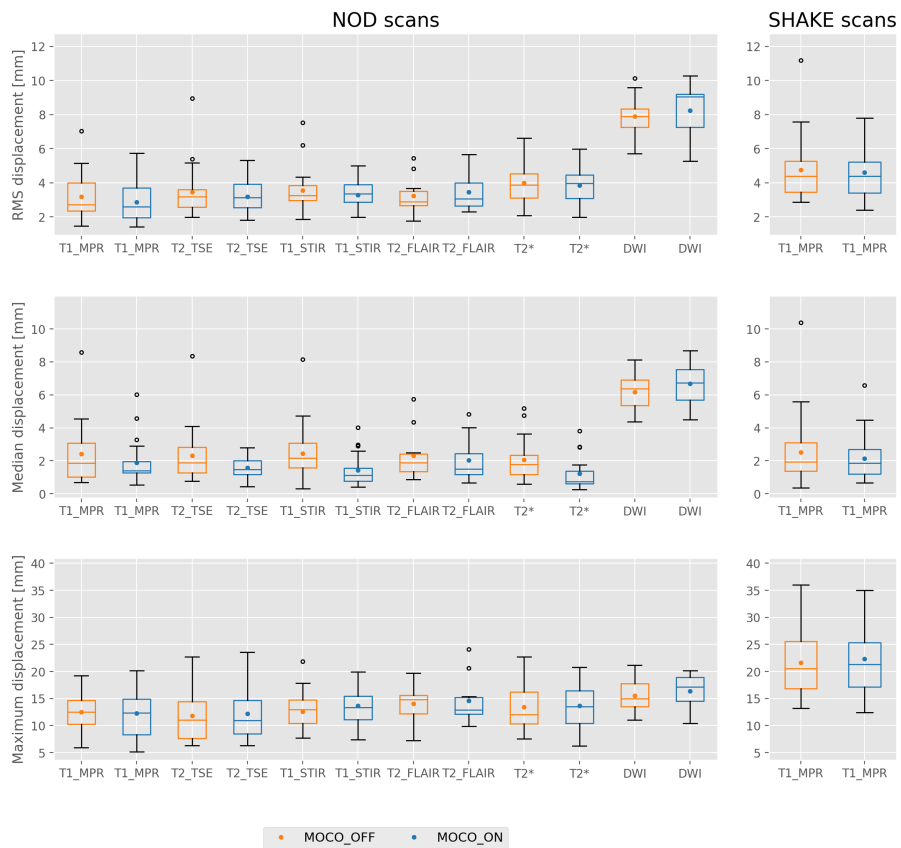 NOD scans SHAKE scans
RMS displacement [mm]
12 12
10 10
8 8
6 6
4 4
2 2
T1_MPR T1_MPR T2_TSE T2_TSE T1_STIR T1_STIR T2_FLAIR T2_FLAIR T2* T2* DWI DWI T1_MPR T1_MPR
Median displacement [mm]
10 10
8 8
6 6
4 4
2 2
0 0
T1_MPR T1_MPR T2_TSE T2_TSE T1_STIR T1_STIR T2_FLAIR T2_FLAIR T2* T2* DWI DWI T1_MPR T1_MPR
Maximum displacement [mm]
40 40
35 35
30 30
25 25
20 20
15 15
10 10
5 5
T1_MPR T1_MPR T2_TSE T2_TSE T1_STIR T1_STIR T2_FLAIR T2_FLAIR T2* T2* DWI DWI T1_MPR T1_MPR
MOCO_OFF MOCO_ON